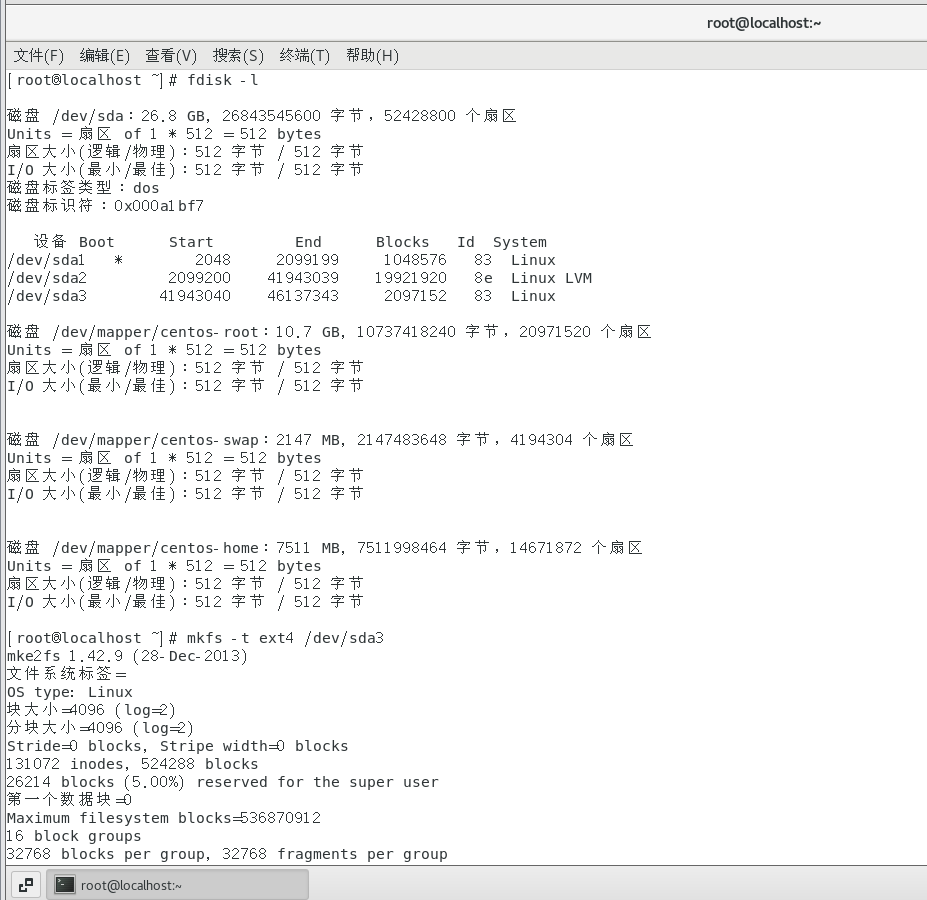 root@localhost:~
文件(F) 编辑(E) 查看(V) 搜索(S) 终端(T) 帮助(H)
[root@localhost ~]# fdisk -l
磁盘 /dev/sda：26.8 GB, 26843545600 字节，52428800 个扇区
Units = 扇区 of 1 * 512 = 512 bytes
扇区大小(逻辑/物理)：512 字节 / 512 字节
I/O 大小(最小/最佳)：512 字节 / 512 字节
磁盘标签类型：dos
磁盘标识符：0x000a1bf7
设备 Boot Start End Blocks Id System
/dev/sda1 * 2048 2099199 1048576 83 Linux
/dev/sda2 2099200 41943039 19921920 8e Linux LVM
/dev/sda3 41943040 46137343 2097152 83 Linux
磁盘 /dev/mapper/centos-root：10.7 GB, 10737418240 字节，20971520 个扇区
Units = 扇区 of 1 * 512 = 512 bytes
扇区大小(逻辑/物理)：512 字节 / 512 字节
I/O 大小(最小/最佳)：512 字节 / 512 字节
磁盘 /dev/mapper/centos-swap：2147 MB, 2147483648 字节，4194304 个扇区
Units = 扇区 of 1 * 512 = 512 bytes
扇区大小(逻辑/物理)：512 字节 / 512 字节
I/O 大小(最小/最佳)：512 字节 / 512 字节
磁盘 /dev/mapper/centos-home：7511 MB, 7511998464 字节，14671872 个扇区
Units = 扇区 of 1 * 512 = 512 bytes
扇区大小(逻辑/物理)：512 字节 / 512 字节
I/O 大小(最小/最佳)：512 字节 / 512 字节
[root@localhost ~]# mkfs -t ext4 /dev/sda3
mke2fs 1.42.9 (28-Dec-2013)
文件系统标签=
OS type: Linux
块大小=4096 (log=2)
分块大小=4096 (log=2)
Stride=0 blocks, Stripe width=0 blocks
131072 inodes, 524288 blocks
26214 blocks (5.00%) reserved for the super user
第一个数据块=0
Maximum filesystem blocks=536870912
16 block groups
32768 blocks per group, 32768 fragments per group
root@localhost:~